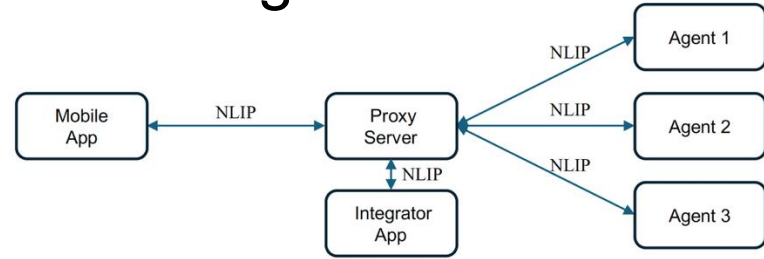 Agent 1
NLIP
Mobile
App
NLIP
Proxy
Server
NLIP
Agent 2
NLIP
NLIP
Integrator
App
Agent 3